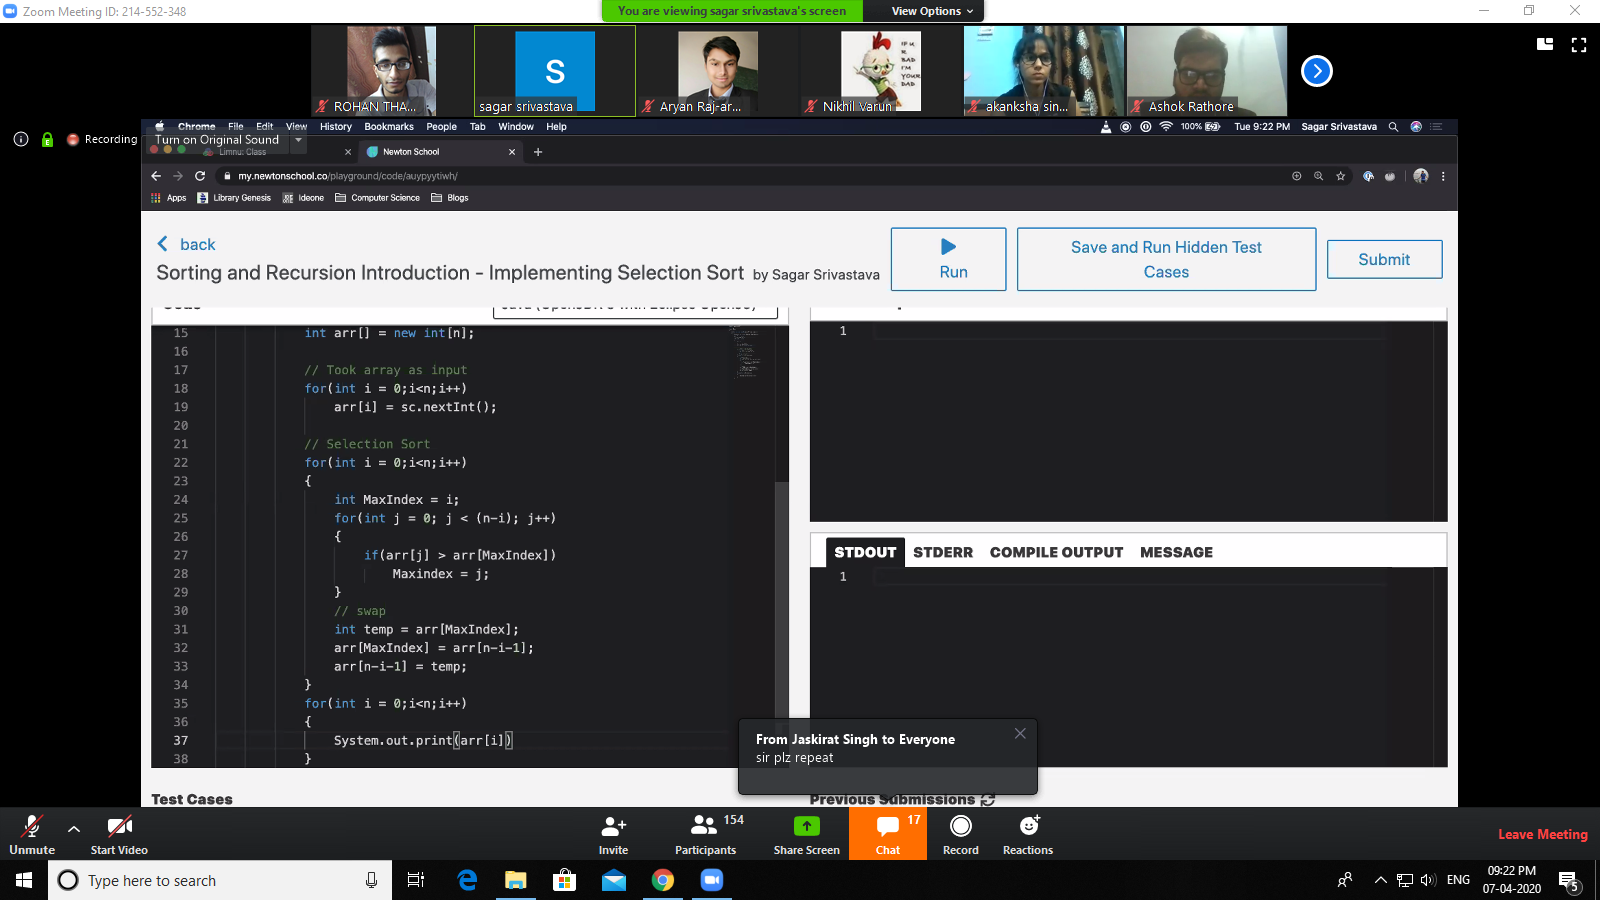 Zoom Meeting ID: 214-552-348
You are viewing sagar srivastava's screen
View Options
IF U R BAD I'M YOUR DAD
S
ROHAN THA...
sagar srivastava
Aryan Raj-ar...
Nikhil Varun
akanksha sin...
Ashok Rathore
Recording
Chrome File Edit View History Bookmarks People Tab Window Help
100% Tue 9:22 PM Sagar Srivastava
Turn on Original Sound
Limnu: Class
Newton School
my.newtonschool.co/playground/code/auypyytiwh/
Apps Library Genesis Ideone Computer Science Blogs
back
Sorting and Recursion Introduction - Implementing Selection Sort by Sagar Srivastava
Run
Save and Run Hidden Test Cases
Submit
15 int arr[] = new int[n];
16
17 // Took array as input
18 for(int i = 0;i<n;i++)
19 arr[i] = sc.nextInt();
20
21 // Selection Sort
22 for(int i = 0;i<n;i++)
23 {
24 int MaxIndex = i;
25 for(int j = 0; j < (n-i); j++)
26 {
27 if(arr[j] > arr[MaxIndex])
28 Maxindex = j;
29 }
30 // swap
31 int temp = arr[MaxIndex];
32 arr[MaxIndex] = arr[n-i-1];
33 arr[n-i-1] = temp;
34 }
35 for(int i = 0;i<n;i++)
36 {
37 System.out.print(arr[i])
38 }
1
STDOUT STDERR COMPILE OUTPUT MESSAGE
1
From Jaskirat Singh to Everyone
sir plz repeat
Test Cases
Previous Submissions
Unmute
Start Video
Invite
154
Participants
Share Screen
17
Chat
Record
Reactions
Leave Meeting
Type here to search
ENG
09:22 PM
07-04-2020
5